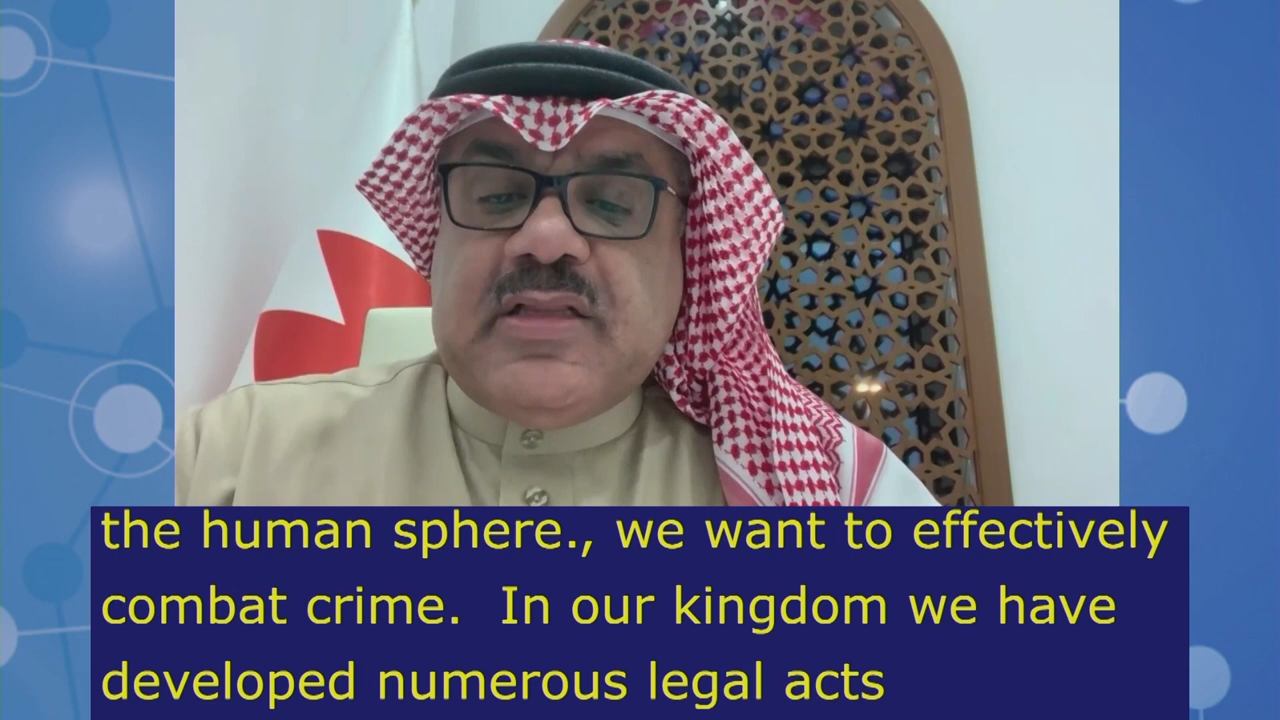 the human sphere., we want to effectively
combat crime.  In our kingdom we have
developed numerous legal acts